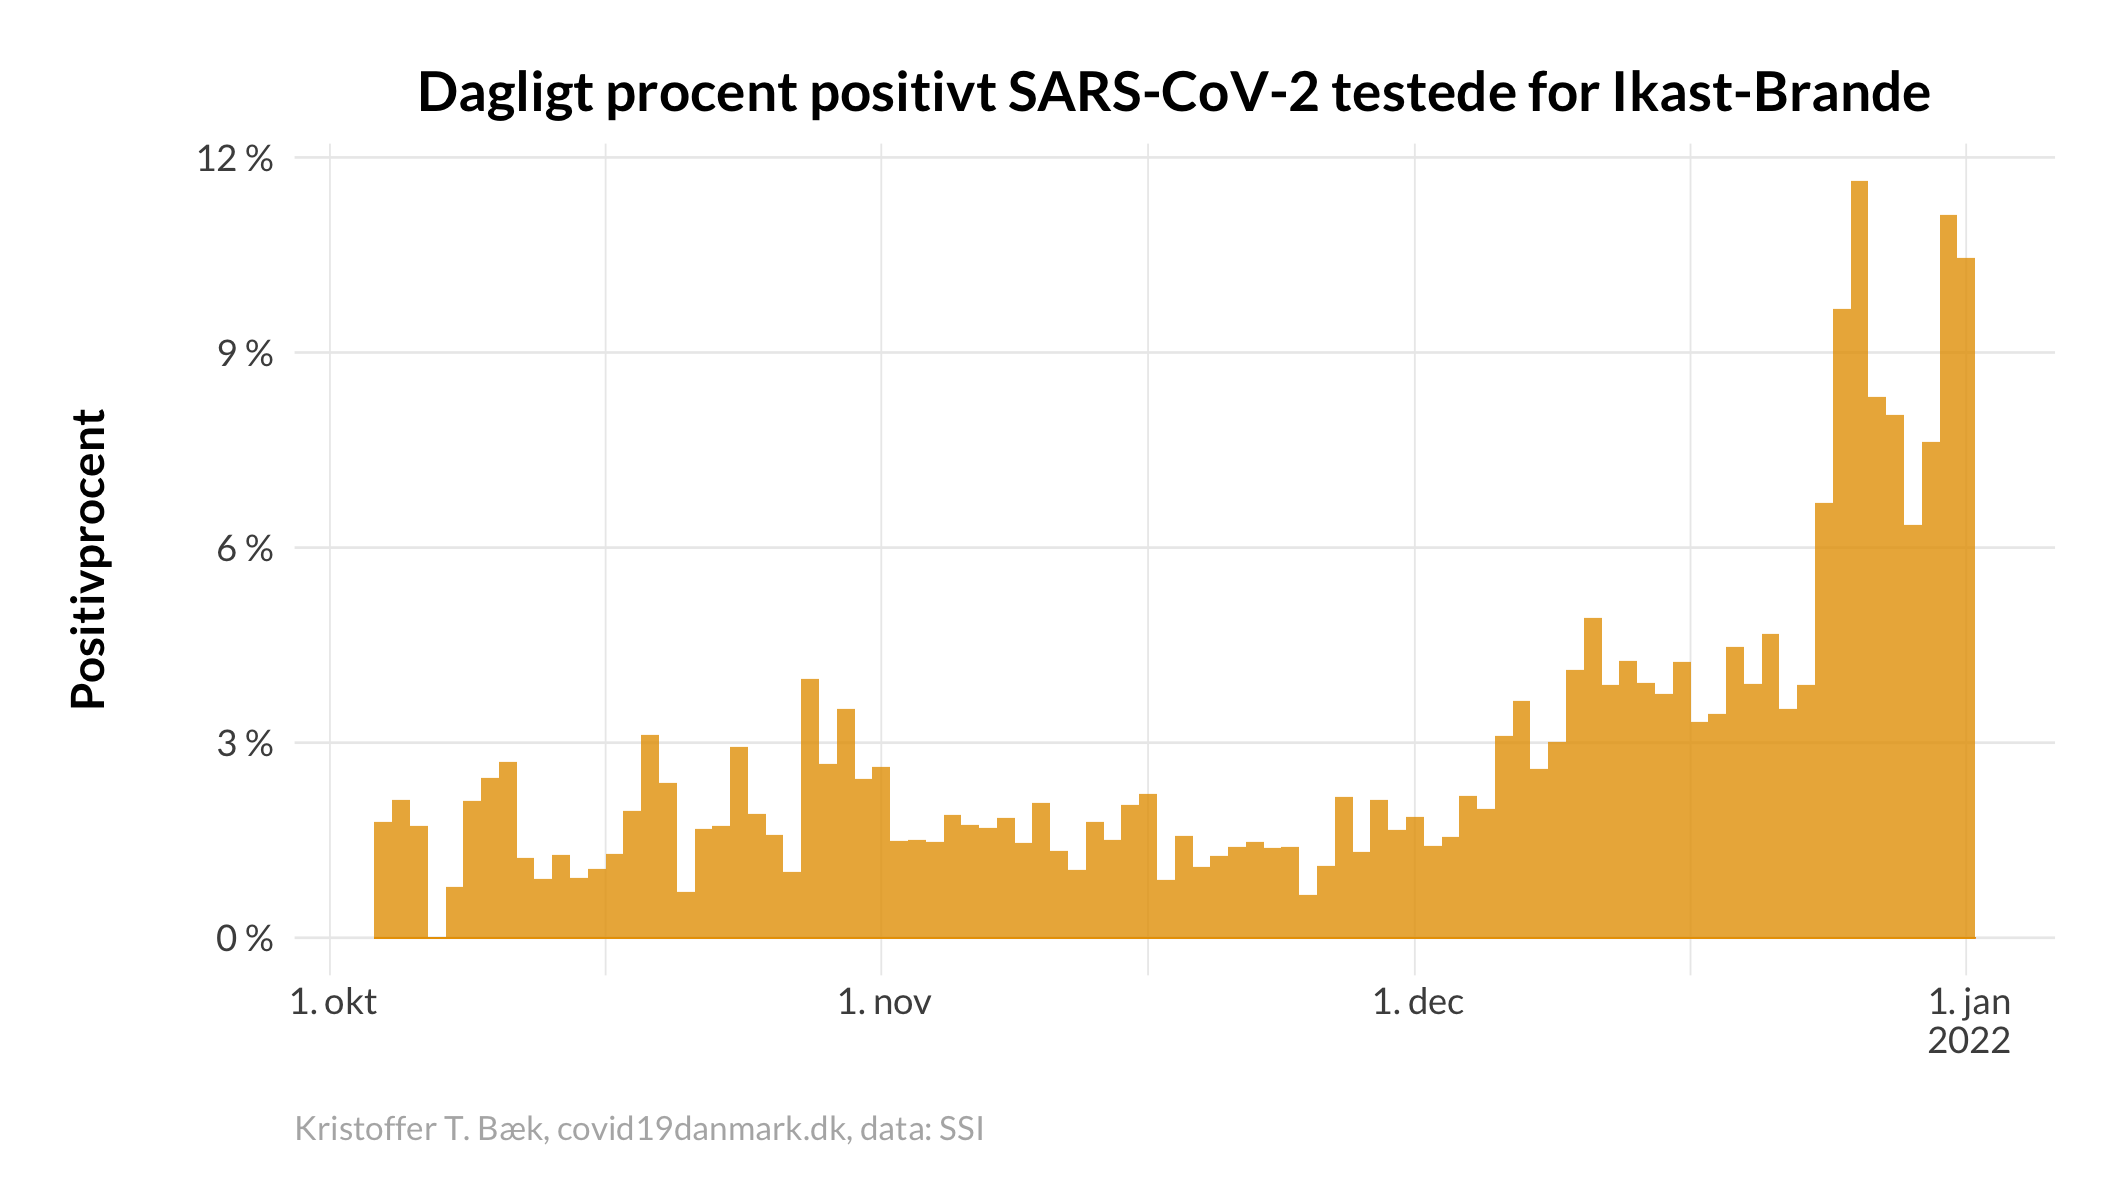 Dagligt procent positivt SARS-CoV-2 testede for Ikast-Brande
Positivprocent
12 %
9 %
6 %
3 %
0 %
1. okt
1. nov
1. dec
1. jan
2022
Kristoffer T. Bæk, covid19danmark.dk, data: SSI